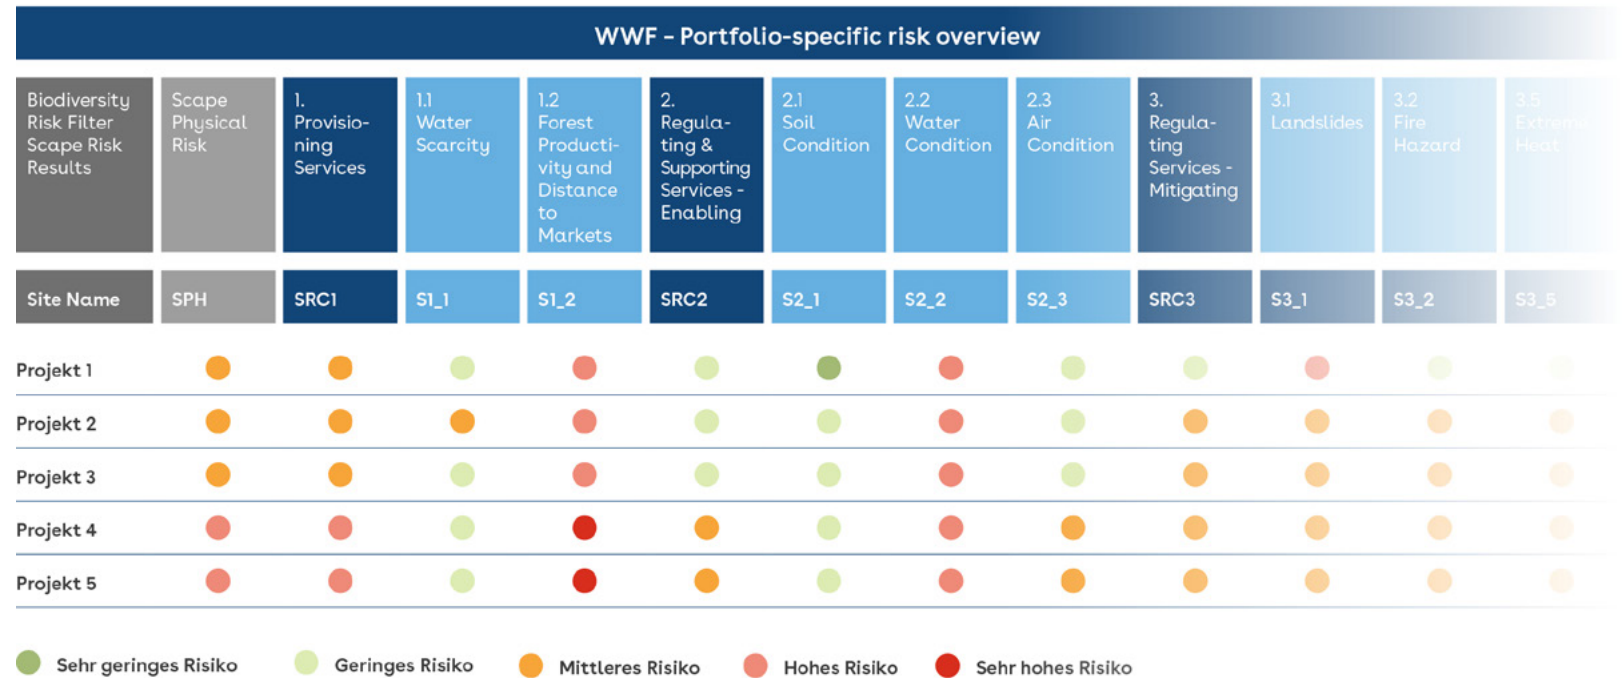 WWF – Portfolio-specific risk overview
Biodiversity
Risk Filter
Scape Risk
Results
Scape
Physical
Risk
1.
Provisio-
ning
Services
1.1
Water
Scarcity
1.2
Forest
Producti-
vity and
Distance
to
Markets
2.
Regula-
ting &
Supporting
Services -
Enabling
2.1
Soil
Condition
2.2
Water
Condition
2.3
Air
Condition
3.
Regula-
ting
Services -
Mitigating
3.1
Landslides
3.2
Fire
Hazard
3.5
Extreme
Heat
Site Name SPH SRC1 S1_1 S1_2 SRC2 S2_1 S2_2 S2_3 SRC3 S3_1 S3_2 S3_5
Projekt 1
Projekt 2
Projekt 3
Projekt 4
Projekt 5
Sehr geringes Risiko Geringes Risiko Mittleres Risiko Hohes Risiko Sehr hohes Risiko